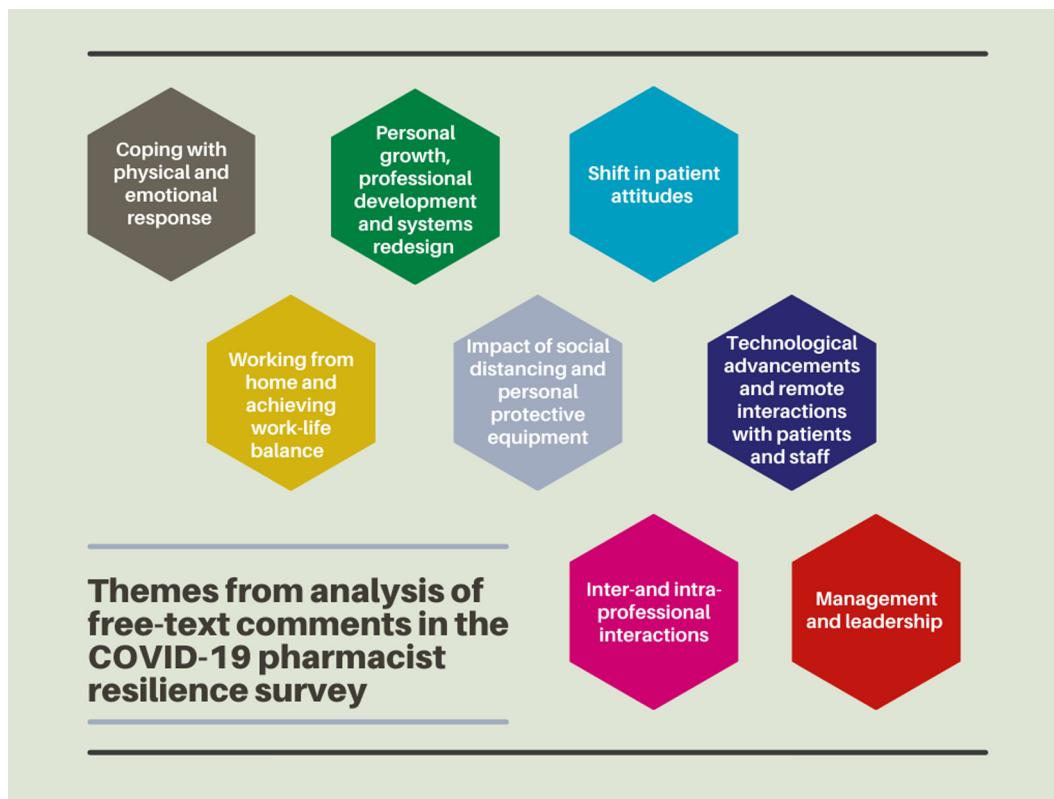 Coping with
physical and
emotional
response
Personal
growth,
professional
development
and systems
redesign
Shift in patient
attitudes
Working from
home and
achieving
work-life
balance
Impact of social
distancing and
personal
protective
equipment
Technological
advancements
and remote
interactions
with patients
and staff
Inter-and intra-
professional
interactions
Management
and leadership
Themes from analysis of
free-text comments in the
COVID-19 pharmacist
resilience survey